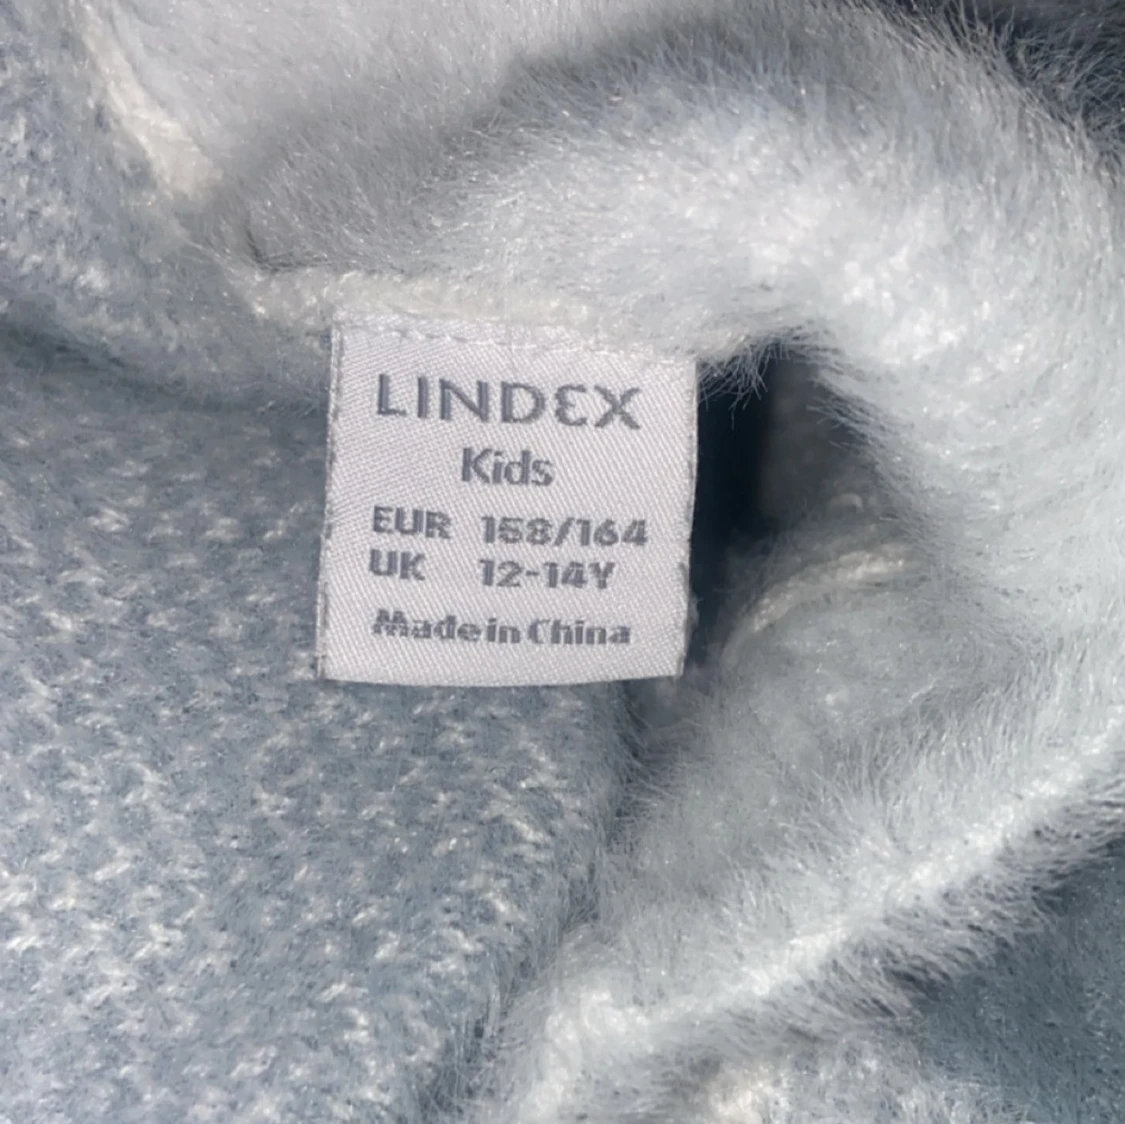 LINDEX
Kids
EUR 158/164
UK 12-14Y
Made in China